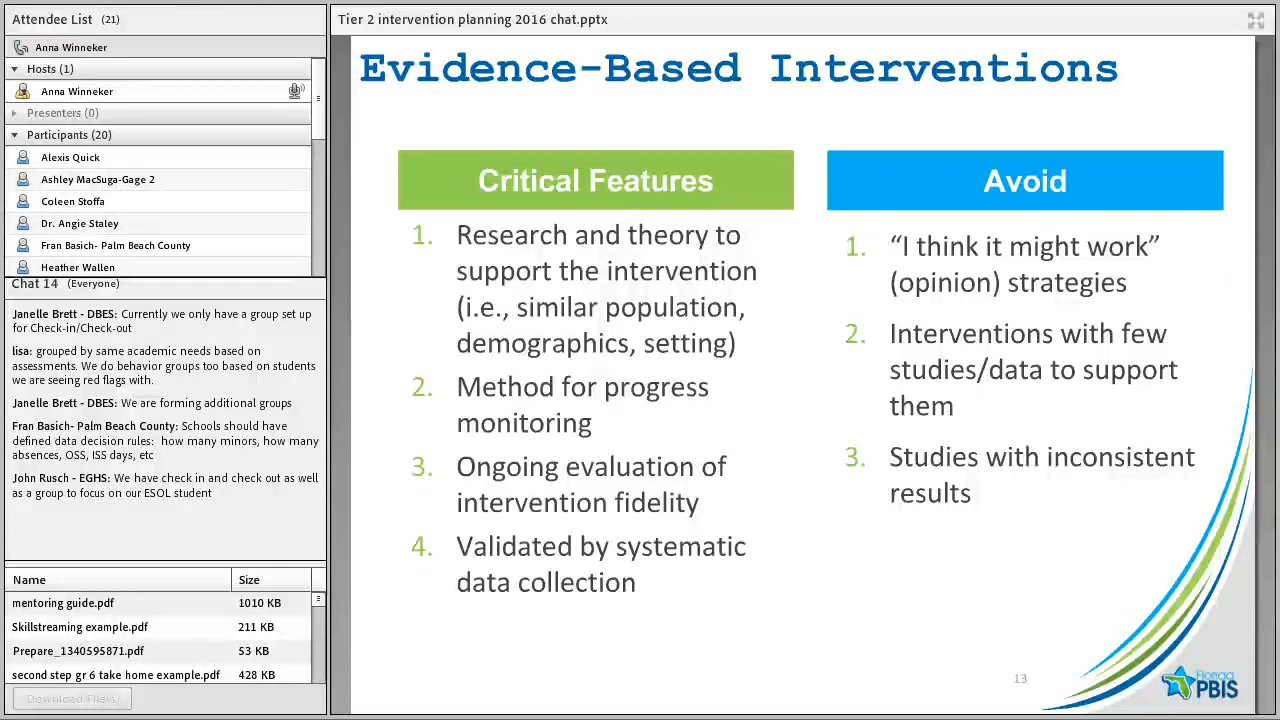 Attendee List (21)
Anna Winneker
Hosts (1)
Anna Winneker
Presenters (0)
Participants (20)
Alexis Quick
Ashley MacSuga-Gage 2
Coleen Stoffa
Dr. Angie Staley
Fran Basich- Palm Beach County
Heather Wallen
Chat 14 (Everyone)
Janelle Brett - DBES: Currently we only have a group set up
for Check-in/Check-out
lisa: grouped by same academic needs based on
assessments. We do behavior groups too based on students
we are seeing red flags with.
Janelle Brett - DBES: We are forming additional groups
Fran Basich- Palm Beach County: Schools should have
defined data decision rules:  how many minors, how many
absences, OSS, ISS days, etc
John Rusch - EGHS: We have check in and check out as well
as a group to focus on our ESOL student
Name Size
mentoring guide.pdf 1010 KB
Skillstreaming example.pdf 211 KB
Prepare_1340595871.pdf 53 KB
second step gr 6 take home example.pdf 428 KB
Download File(s)
Tier 2 intervention planning 2016 chat.pptx
Evidence-Based Interventions
Critical Features
1. Research and theory to
support the intervention
(i.e., similar population,
demographics, setting)
2. Method for progress
monitoring
3. Ongoing evaluation of
intervention fidelity
4. Validated by systematic
data collection
Avoid
1. “I think it might work”
(opinion) strategies
2. Interventions with few
studies/data to support
them
3. Studies with inconsistent
results
13
Florida
PBIS